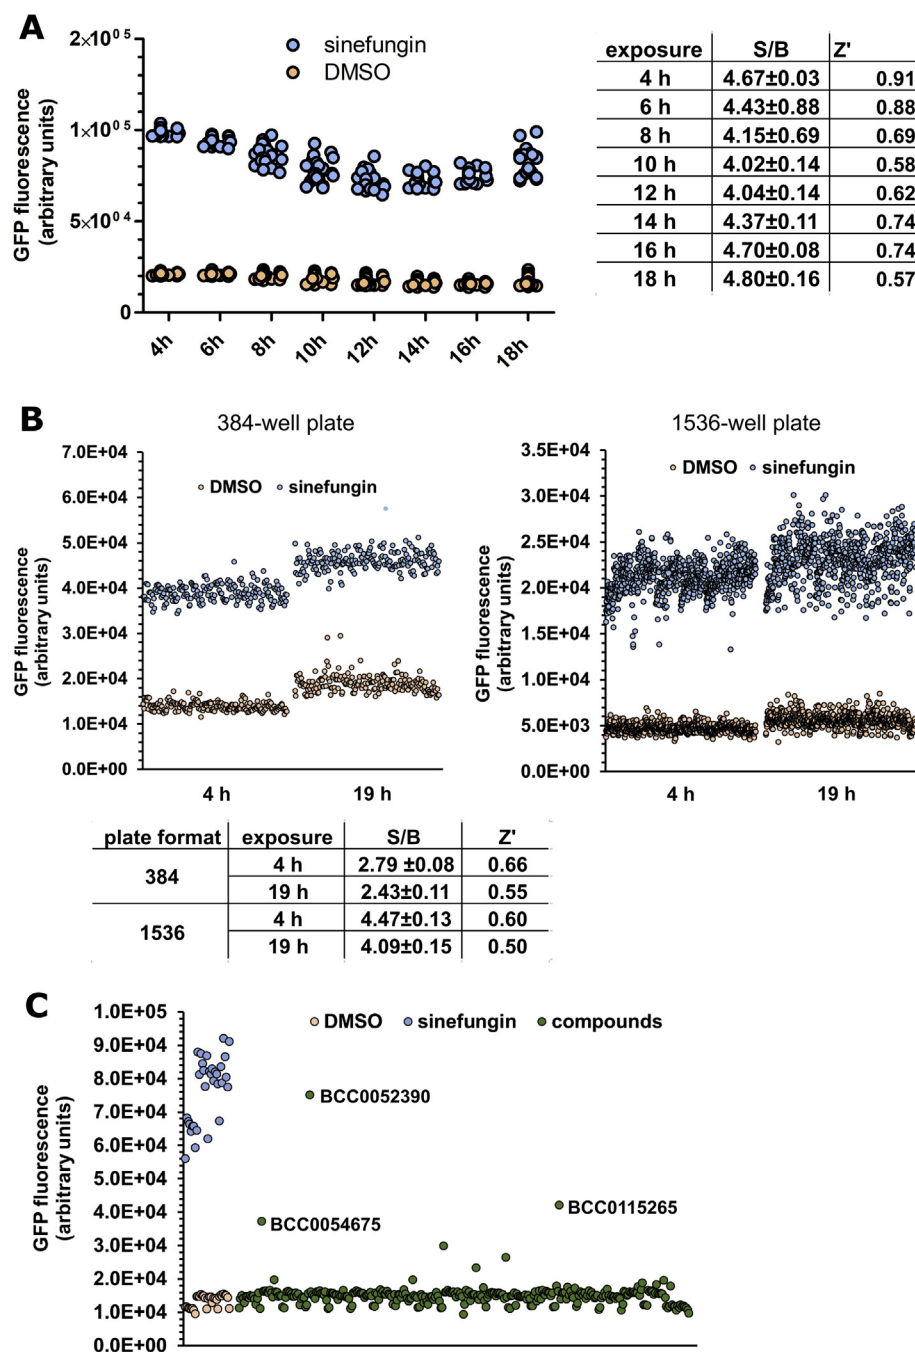 A
2×10⁰⁵
1×10⁰⁵
5×10⁰⁴
0
GFP fluorescence
(arbitrary units)
sinefungin
DMSO
4h 6h 8h 10h 12h 14h 16h 18h
exposure S/B Z'
4 h 4.67±0.03 0.91
6 h 4.43±0.88 0.88
8 h 4.15±0.69 0.69
10 h 4.02±0.14 0.58
12 h 4.04±0.14 0.62
14 h 4.37±0.11 0.74
16 h 4.70±0.08 0.74
18 h 4.80±0.16 0.57
B
384-well plate
7.0E+04
6.0E+04
5.0E+04
4.0E+04
3.0E+04
2.0E+04
1.0E+04
0.0E+00
GFP fluorescence
(arbitrary units)
DMSO sinefungin
4 h 19 h
1536-well plate
3.5E+04
3.0E+04
2.5E+04
2.0E+04
1.5E+04
1.0E+04
5.0E+03
0.0E+00
GFP fluorescence
(arbitrary units)
DMSO sinefungin
4 h 19 h
plate format exposure S/B Z'
384 4 h 2.79 ±0.08 0.66
19 h 2.43±0.11 0.55
1536 4 h 4.47±0.13 0.60
19 h 4.09±0.15 0.50
C
1.0E+05
9.0E+04
8.0E+04
7.0E+04
6.0E+04
5.0E+04
4.0E+04
3.0E+04
2.0E+04
1.0E+04
0.0E+00
GFP fluorescence
(arbitrary units)
DMSO sinefungin compounds
BCC0052390
BCC0054675
BCC0115265